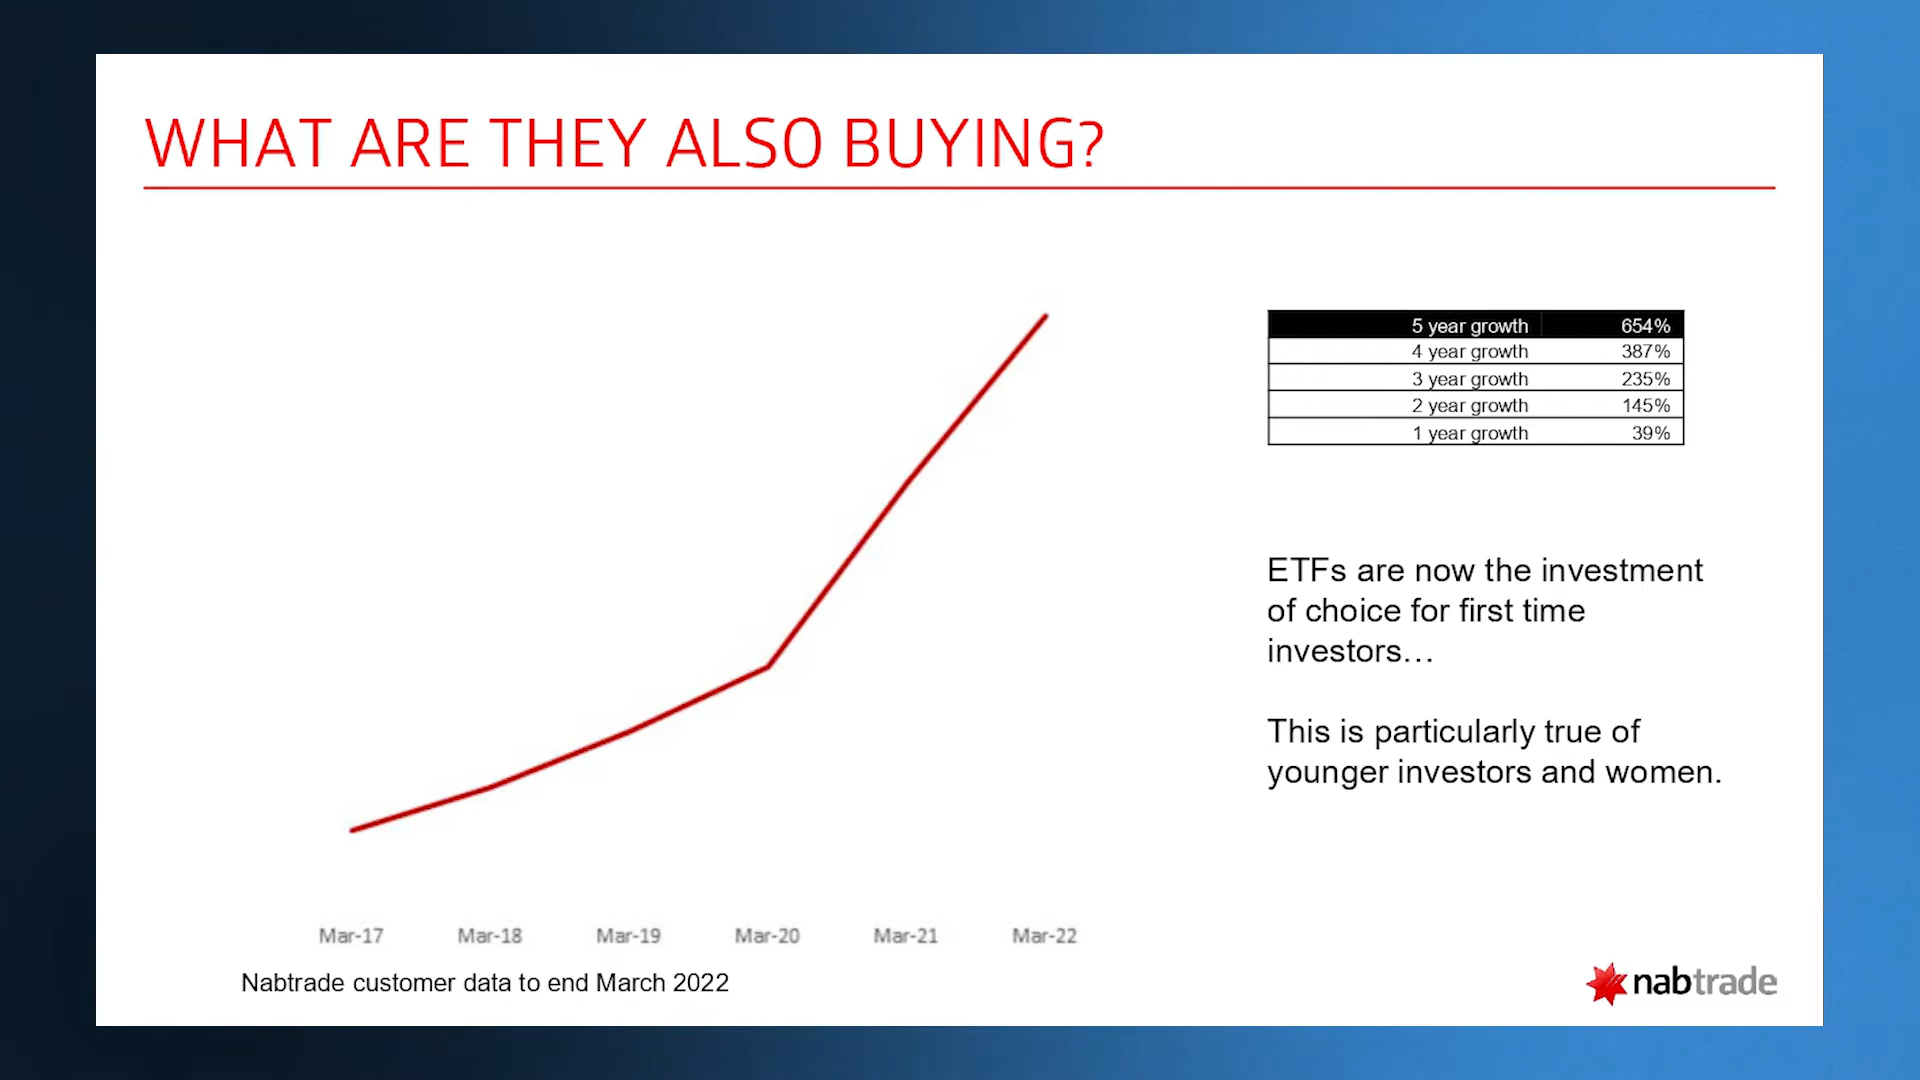 WHAT ARE THEY ALSO BUYING?
5 year growth 654%
4 year growth 387%
3 year growth 235%
2 year growth 145%
1 year growth 39%
ETFs are now the investment
of choice for first time
investors…
This is particularly true of
younger investors and women.
Mar-17 Mar-18 Mar-19 Mar-20 Mar-21 Mar-22
Nabtrade customer data to end March 2022
nabtrade